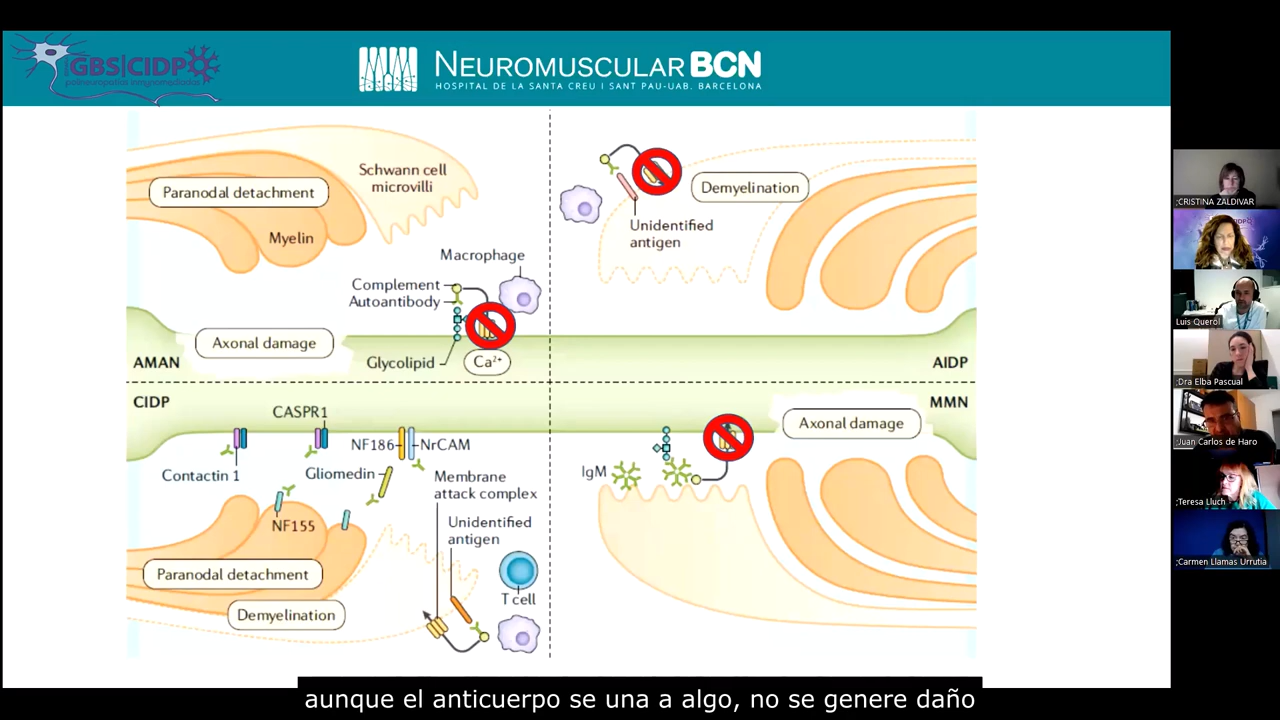 GBS|CIDP
polineuropatías inmunomediadas
NEUROMUSCULAR BCN
HOSPITAL DE LA SANTA CREU I SANT PAU-UAB. BARCELONA
Paranodal detachment
Schwann cell
microvilli
Myelin
Macrophage
Complement
Autoantibody
Axonal damage
Glycolipid
Ca²⁺
AMAN
Demyelination
Unidentified
antigen
AIDP
CIDP
CASPR1
NF186
NrCAM
Contactin 1
Gliomedin
Membrane
attack complex
NF155
Unidentified
antigen
Paranodal detachment
T cell
Demyelination
MMN
Axonal damage
IgM
;CRISTINA ZALDIVAR
Luis Querol
;Dra Elba Pascual
;Juan Carlos de Haro
;Teresa Lluch
;Carmen Llamas Urrutia
aunque el anticuerpo se una a algo, no se genere daño